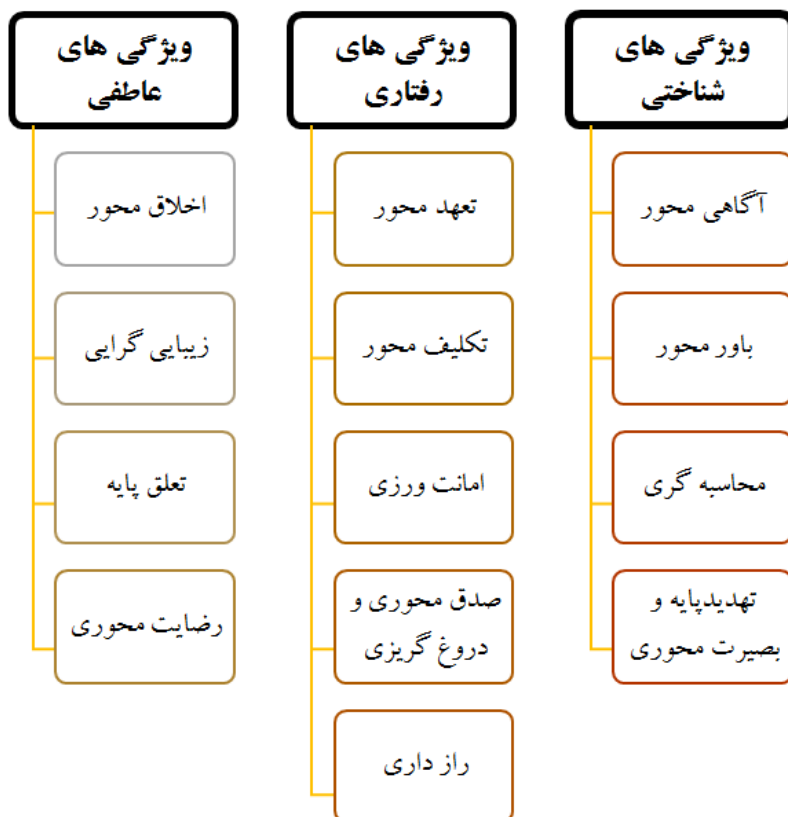 ویژگی های
شناختی
آگاهی محور
باور محور
محاسبه گری
تهدیدپایه و
بصیرت محوری
ویژگی های
رفتاری
تعهد محور
تکلیف محور
امانت ورزی
صدق محوری و
دروغ گریزی
راز داری
ویژگی های
عاطفی
اخلاق محور
زیبایی گرایی
تعلق پایه
رضایت محوری